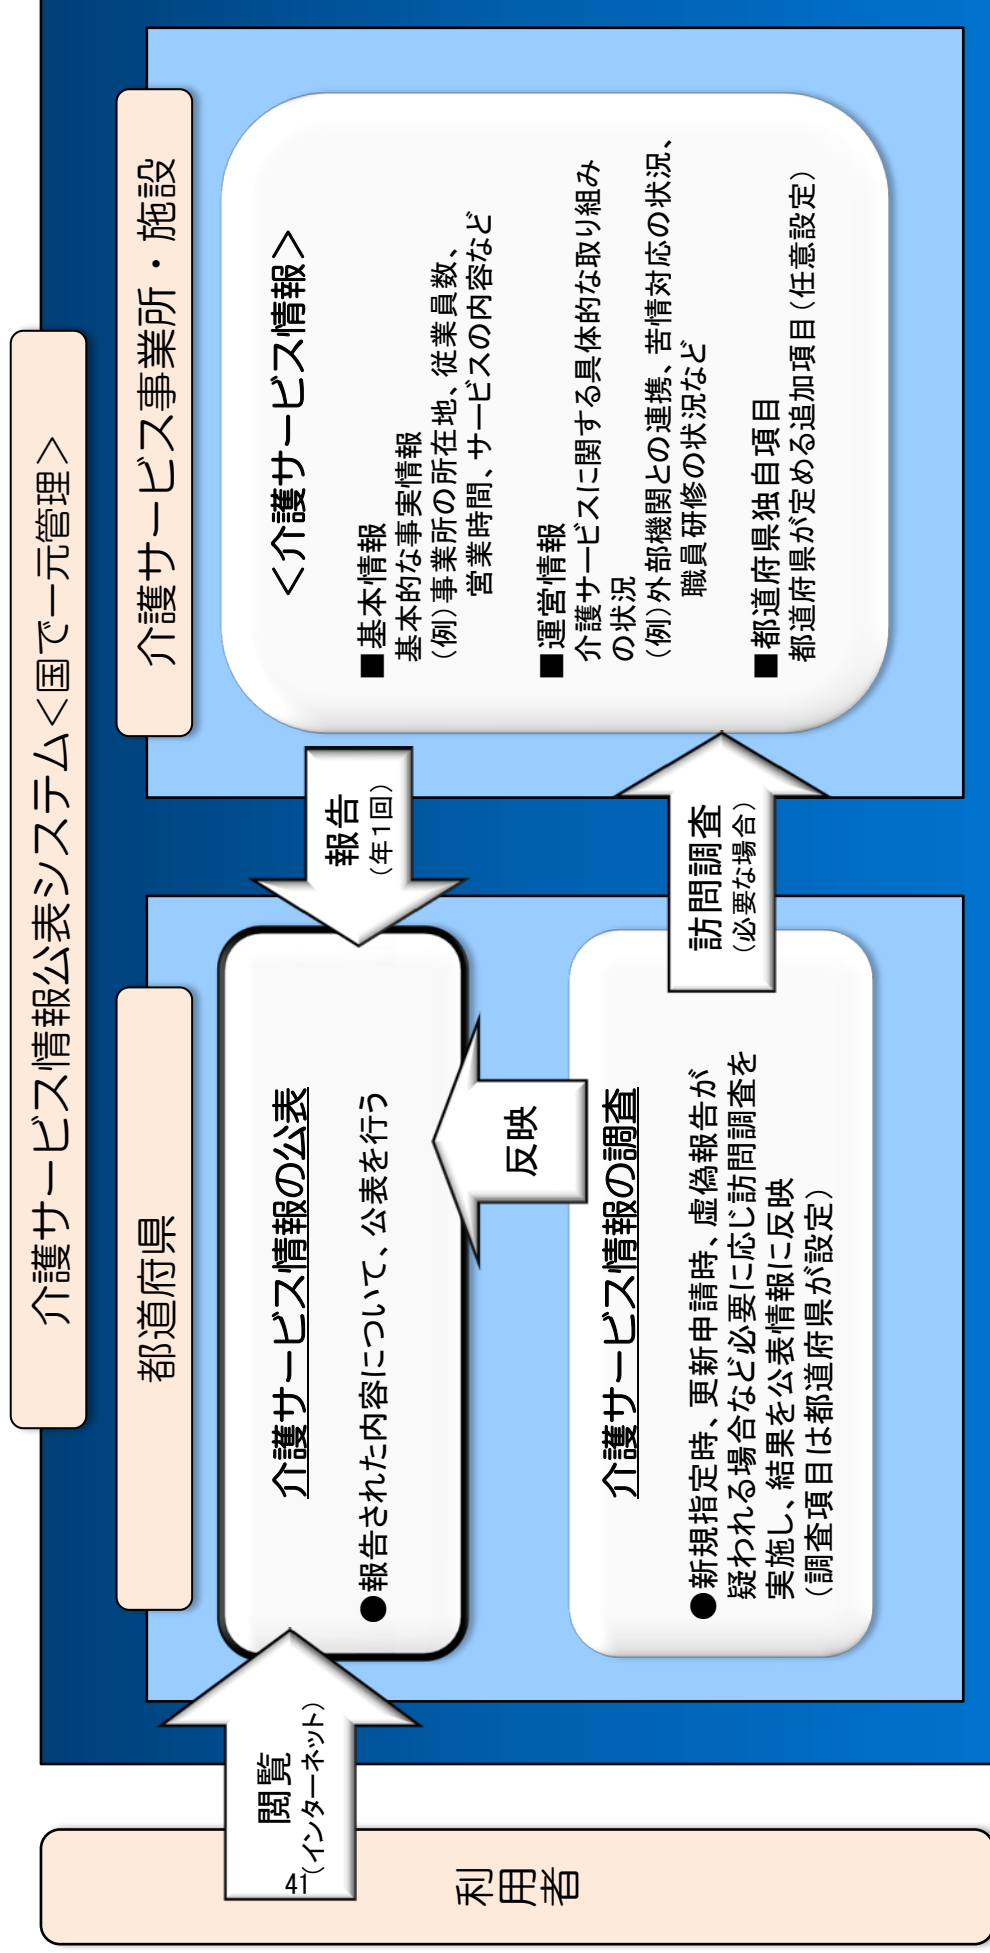 介護サービス情報公表システム＜国で一元管理＞
利用者
閲覧
（インターネット）
41
都道府県
介護サービス情報の公表
●報告された内容について、公表を行う
反映
介護サービス情報の調査
●新規指定時、更新申請時、虚偽報告が
疑われる場合など必要に応じ訪問調査を
実施し、結果を公表情報に反映
（調査項目は都道府県が設定）
報告
（年１回）
訪問調査
（必要な場合）
介護サービス事業所・施設
＜介護サービス情報＞
■基本情報
基本的な事実情報
（例）事業所の所在地、従業員数、
営業時間、サービスの内容など
■運営情報
介護サービスに関する具体的な取り組み
の状況
（例）外部機関との連携、苦情対応の状況、
職員研修の状況など
■都道府県独自項目
都道府県が定める追加項目（任意設定）